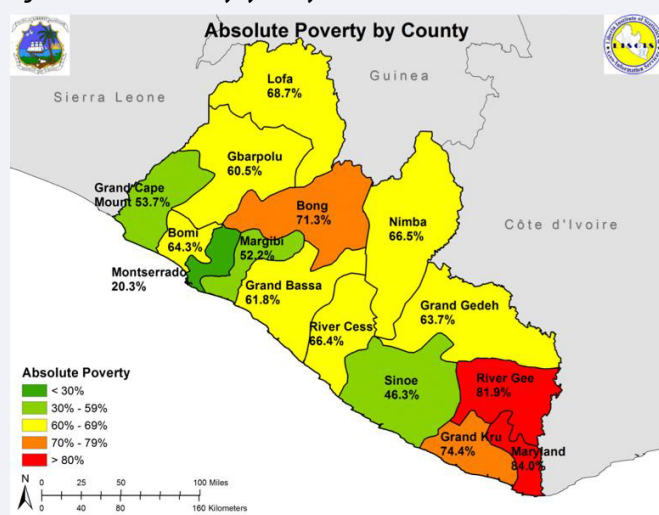 Absolute Poverty by County
LISGIS
Guinea
Sierra Leone
Côte d'Ivoire
Lofa
68.7%
Gbarpolu
60.5%
Grand Cape
Mount 53.7%
Bong
71.3%
Nimba
66.5%
Bomi
64.3%
Margibi
52.2%
Montserrado
20.3%
Grand Bassa
61.8%
River Cess
66.4%
Grand Gedeh
63.7%
Sinoe
46.3%
River Gee
81.9%
Grand Kru
74.4%
Maryland
84.0%
Absolute Poverty
< 30%
30% - 59%
60% - 69%
70% - 79%
> 80%
N
0 25 50 100 Miles
0 40 80 160 Kilometers